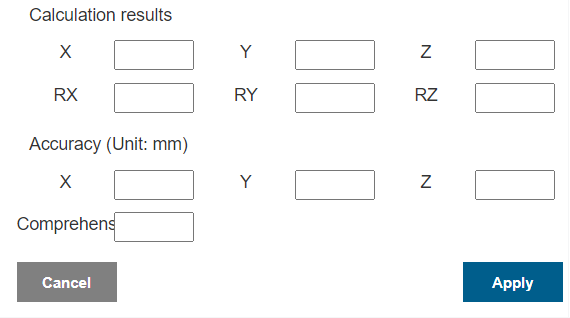 Calculation results
X Y Z
RX RY RZ
Accuracy (Unit: mm)
X Y Z
Comprehens
Cancel Apply